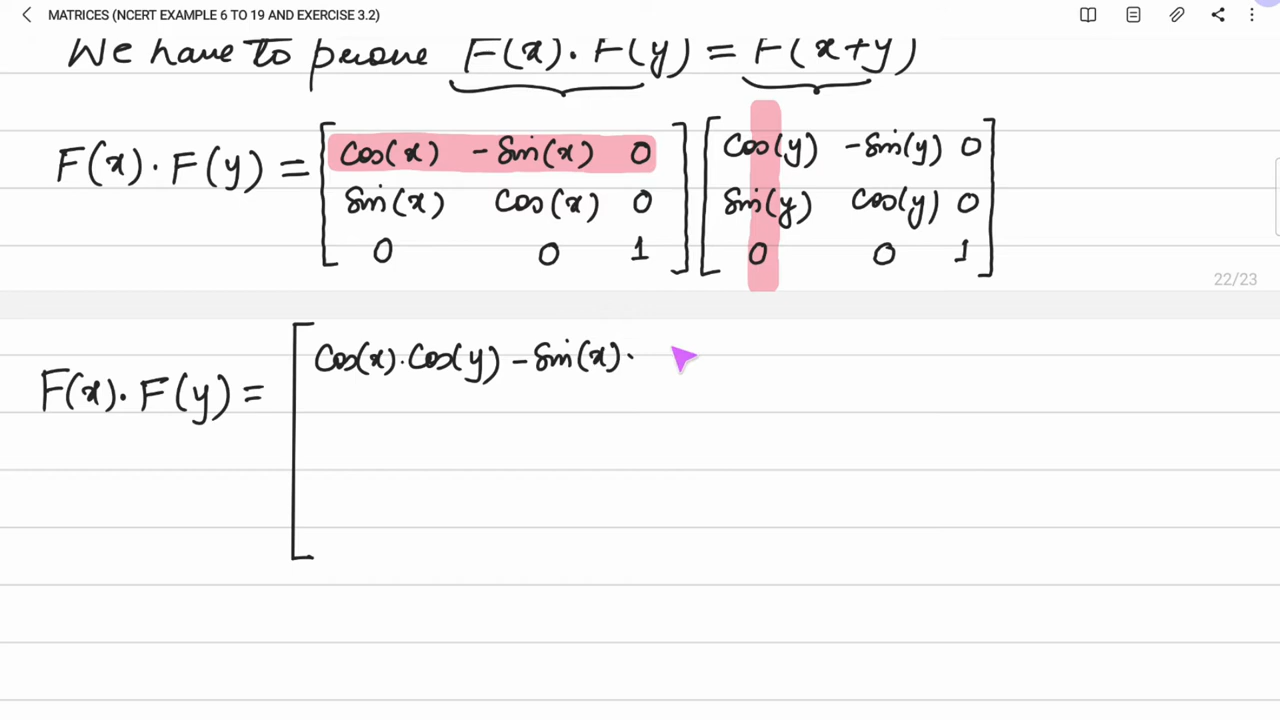 MATRICES (NCERT EXAMPLE 6 TO 19 AND EXERCISE 3.2)
We have to prove F(x)·F(y) = F(x+y)
F(x)·F(y) = [Cos(x) -Sin(x) 0] [Cos(y) -Sin(y) 0]
Sin(x) Cos(x) 0 Sin(y) Cos(y) 0
0 0 1 0 0 1
22/23
F(x)·F(y) = [Cos(x)·Cos(y) - Sin(x)·